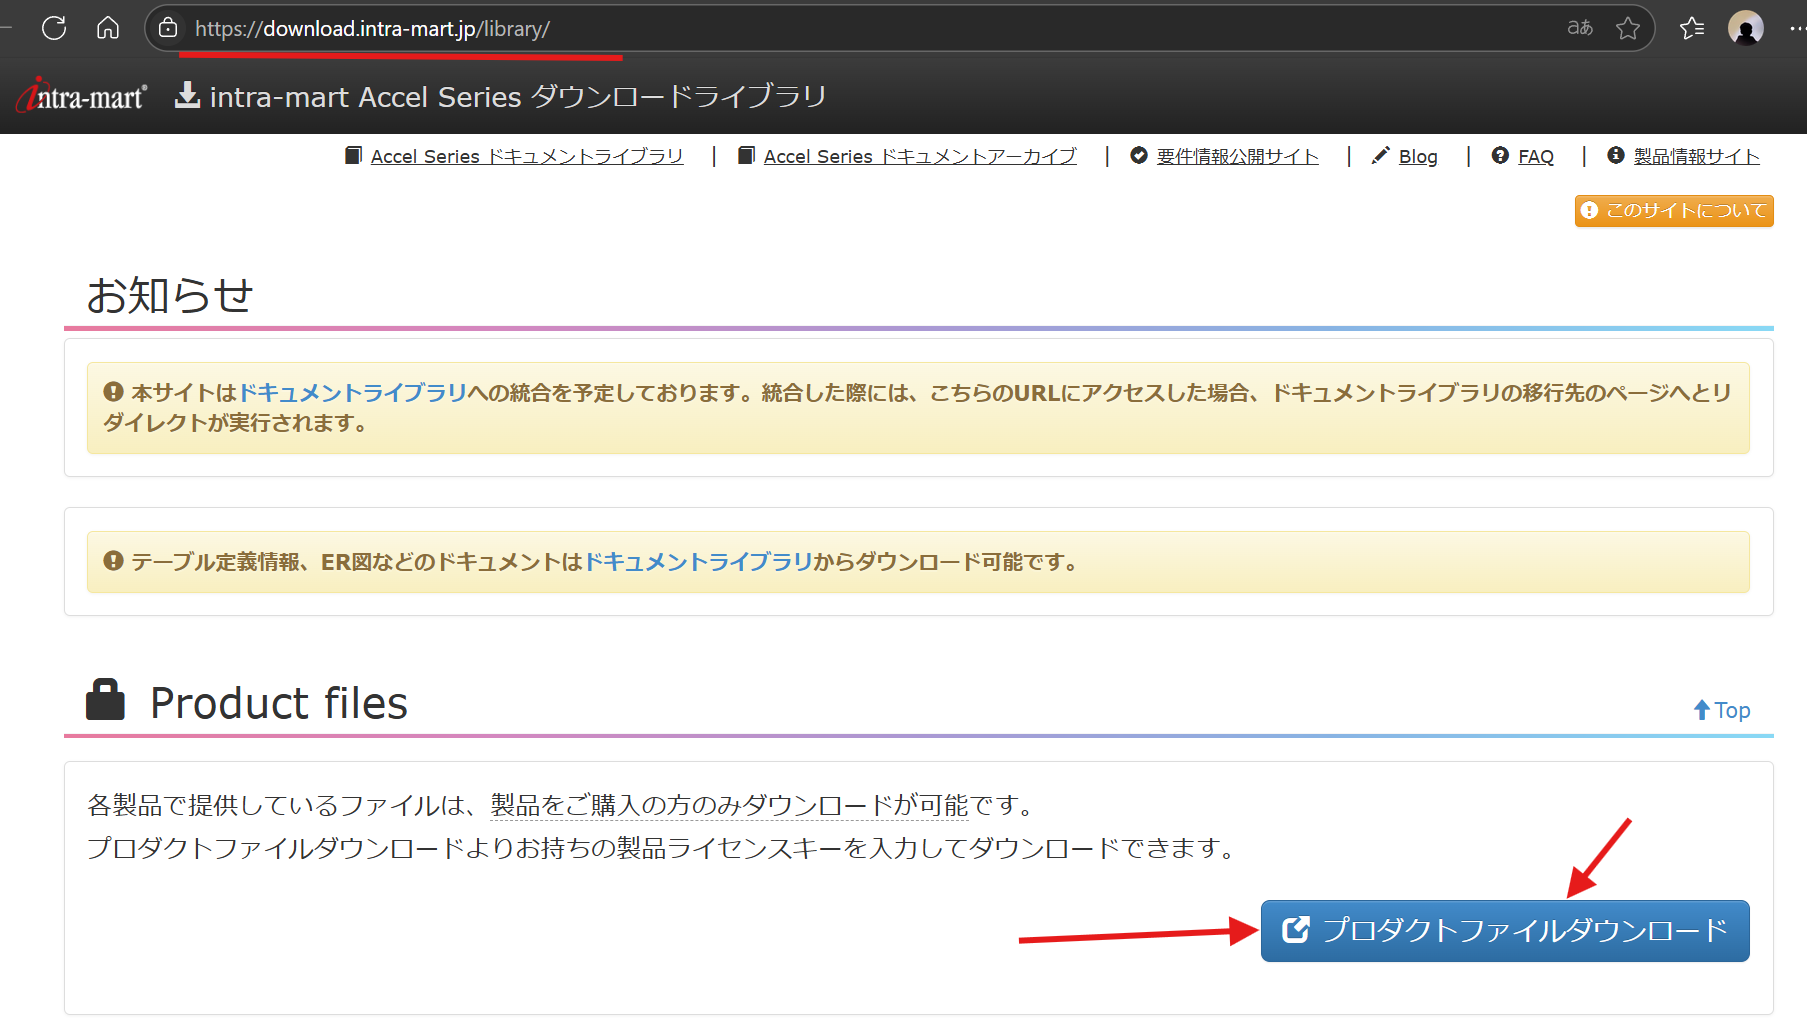 https://download.intra-mart.jp/library/
aあ
intra-mart® intra-mart Accel Series ダウンロードライブラリ
Accel Series ドキュメントライブラリ | Accel Series ドキュメントアーカイブ | 要件情報公開サイト | Blog | FAQ | 製品情報サイト
このサイトについて
お知らせ
本サイトはドキュメントライブラリへの統合を予定しております。統合した際には、こちらのURLにアクセスした場合、ドキュメントライブラリの移行先のページへとリ
ダイレクトが実行されます。
テーブル定義情報、ER図などのドキュメントはドキュメントライブラリからダウンロード可能です。
Product files
Top
各製品で提供しているファイルは、製品をご購入の方のみダウンロードが可能です。
プロダクトファイルダウンロードよりお持ちの製品ライセンスキーを入力してダウンロードできます。
プロダクトファイルダウンロード